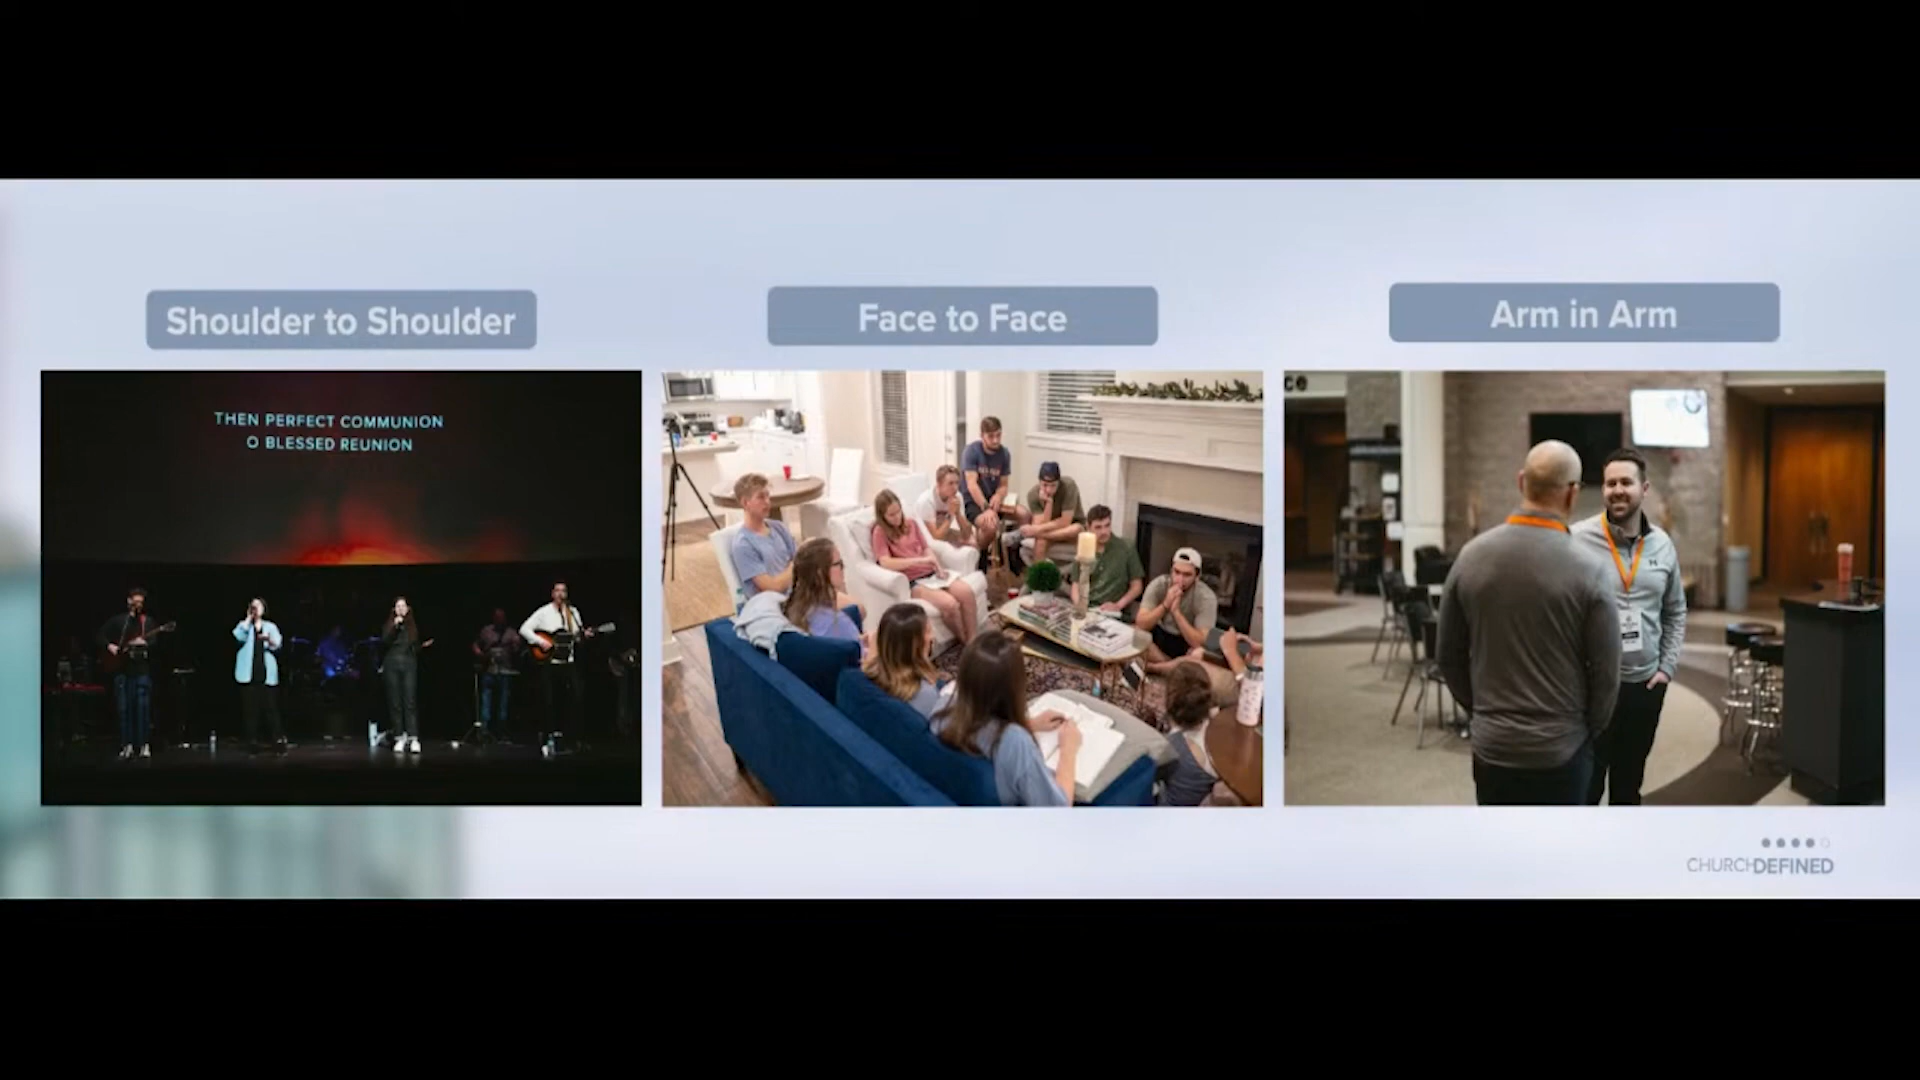 Shoulder to Shoulder
Face to Face
Arm in Arm
THEN PERFECT COMMUNION
O BLESSED REUNION
CHURCHDEFINED